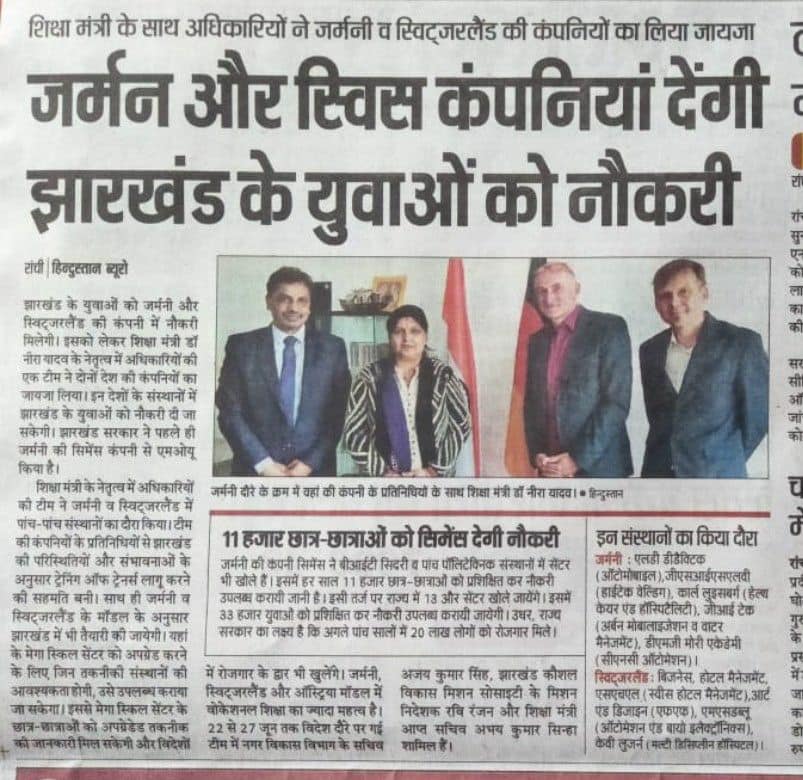 शिक्षा मंत्री के साथ अधिकारियों ने जर्मनी व स्विट्जरलैंड की कंपनियों का लिया जायजा
जर्मन और स्विस कंपनियां देंगी
झारखंड के युवाओं को नौकरी
रांची | हिन्दुस्तान ब्यूरो
झारखंड के युवाओं को जर्मनी और
स्विट्जरलैंड की कंपनी में नौकरी
मिलेगी। इसको लेकर शिक्षा मंत्री डॉ
नीरा यादव के नेतृत्व में अधिकारियों की
एक टीम ने दोनों देश की कंपनियों का
जायजा लिया। इन देशों के संस्थानों में
झारखंड के युवाओं को नौकरी दी जा
सकेगी। झारखंड सरकार ने पहले ही
जर्मनी की सिमेंस कंपनी से एमओयू
किया है।
शिक्षा मंत्री के नेतृत्व में अधिकारियों
की टीम ने जर्मनी व स्विट्जरलैंड में
पांच-पांच संस्थानों का दौरा किया। टीम
की कंपनियों के प्रतिनिधियों से झारखंड
की परिस्थितियों और संभावनाओं के
अनुसार ट्रेनिंग ऑफ ट्रेनर्स लागू करने
की सहमति बनी। साथ ही जर्मनी व
स्विट्जरलैंड के मॉडल के अनुसार
झारखंड में भी तैयारी की जायेगी। यहां
के मेगा स्किल सेंटर को अपग्रेड करने
के लिए जिन तकनीकी संस्थानों की
आवश्यकता होगी, उसे उपलब्ध कराया
जा सकेगा। इससे मेगा स्किल सेंटर के
छात्र-छात्राओं को अपग्रेडेड तकनीक
की जानकारी मिल सकेगी और विदेशों
जर्मनी दौरे के क्रम में वहां की कंपनी के प्रतिनिधियों के साथ शिक्षा मंत्री डॉ नीरा यादव। ● हिन्दुस्तान
11 हजार छात्र-छात्राओं को सिमेंस देगी नौकरी
जर्मनी की कंपनी सिमेंस ने बीआईटी सिंदरी व पांच पॉलिटेक्निक संस्थानों में सेंटर
भी खोले हैं। इसमें हर साल 11 हजार छात्र-छात्राओं को प्रशिक्षित कर नौकरी
उपलब्ध करायी जानी है। इसी तर्ज पर राज्य में 13 और सेंटर खोले जायेंगे। इसमें
33 हजार युवाओं को प्रशिक्षित कर नौकरी उपलब्ध करायी जायेगी। उधर, राज्य
सरकार का लक्ष्य है कि अगले पांच सालों में 20 लाख लोगों को रोजगार मिले।
में रोजगार के द्वार भी खुलेंगे। जर्मनी,
स्विट्जरलैंड और ऑस्ट्रिया मॉडल में
वोकेशनल शिक्षा का ज्यादा महत्व है।
22 से 27 जून तक विदेश दौरे पर गई
टीम में नगर विकास विभाग के सचिव
अजय कुमार सिंह, झारखंड कौशल
विकास मिशन सोसाइटी के मिशन
निदेशक रवि रंजन और शिक्षा मंत्री
आप्त सचिव अभय कुमार सिन्हा
शामिल हैं।
इन संस्थानों का किया दौरा
जर्मनी : एलडी डीडैक्टिक
(ऑटोमोबाइल),जीएसआईएसएलवी
(हाईटेक वेल्डिंग), कार्ल लुइसबर्ग (हेल्थ
केयर एंड हॉस्पिटैलिटी), जीआई टेक
(अर्बन मोबालाइजेशन व वाटर
मैनेजमेंट), डीएमजी मोरी एकेडेमी
(सीएनसी ऑटोमेशन)।
स्विट्जरलैंड : बिजनेस, होटल मैनेजमेंट,
एसएचएल (स्वीस होटल मैनेजमेंट),आर्ट
एंड डिजाइन (एफएके), एमएसडब्लू
(ऑटोमेशन एंड बायो इलेक्ट्रॉनिक्स),
केवी लुजर्न (मल्टी डिसिप्लीन हॉस्पिटल)।